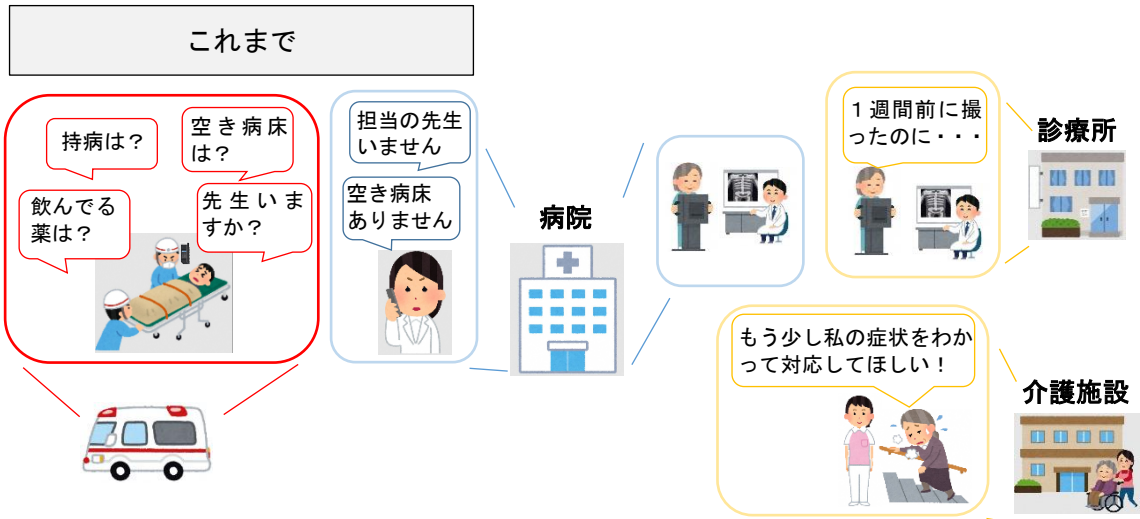 これまで
持病は？
空き病床
は？
飲んでる
薬は？
先生いま
すか？
担当の先生
いません
空き病床
ありません
病院
１週間前に撮
ったのに・・・
診療所
もう少し私の症状をわか
って対応してほしい！
介護施設